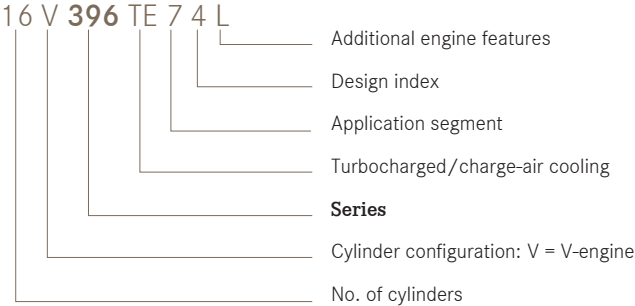 16 V 396 TE 7 4 L
Additional engine features
Design index
Application segment
Turbocharged/charge-air cooling
Series
Cylinder configuration: V = V-engine
No. of cylinders